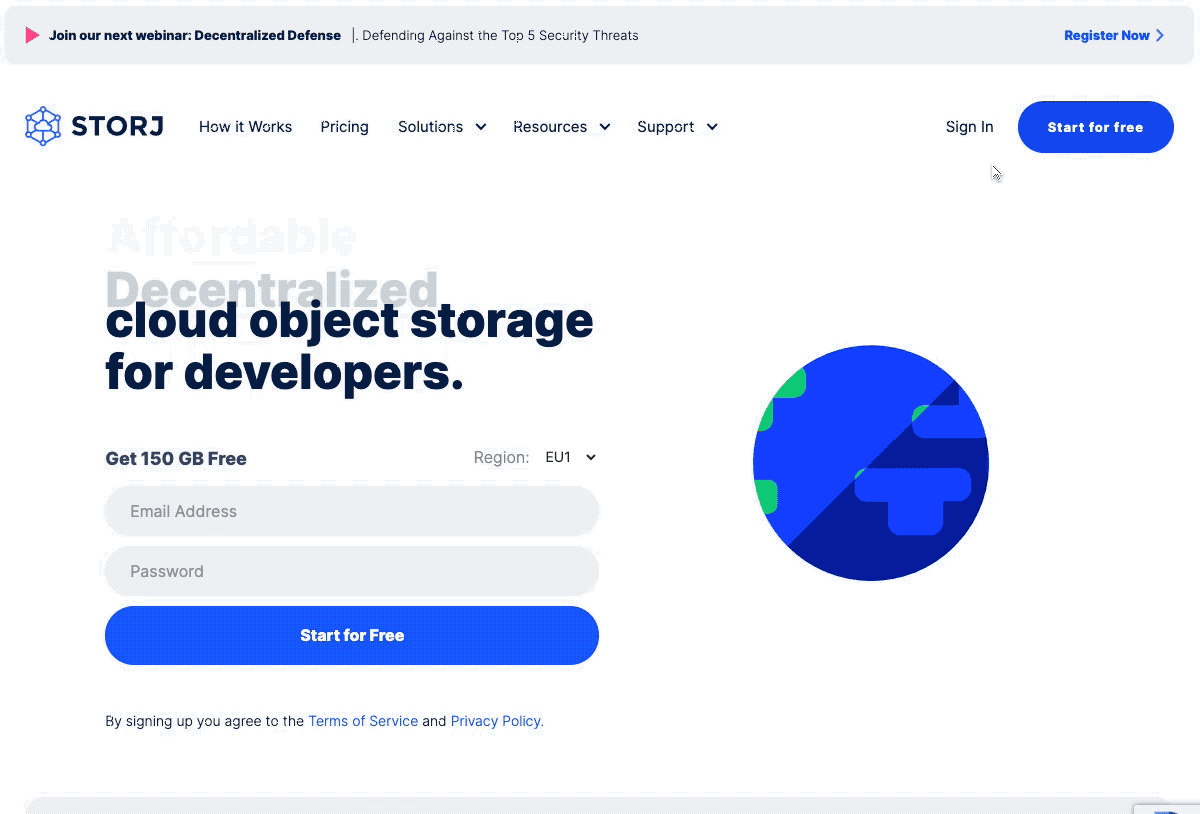 Join our next webinar: Decentralized Defense |. Defending Against the Top 5 Security Threats Register Now
STORJ How it Works Pricing Solutions Resources Support Sign In Start for free
Affordable
Decentralized
cloud object storage
for developers.
Get 150 GB Free Region: EU1
Email Address
Password
Start for Free
By signing up you agree to the Terms of Service and Privacy Policy.